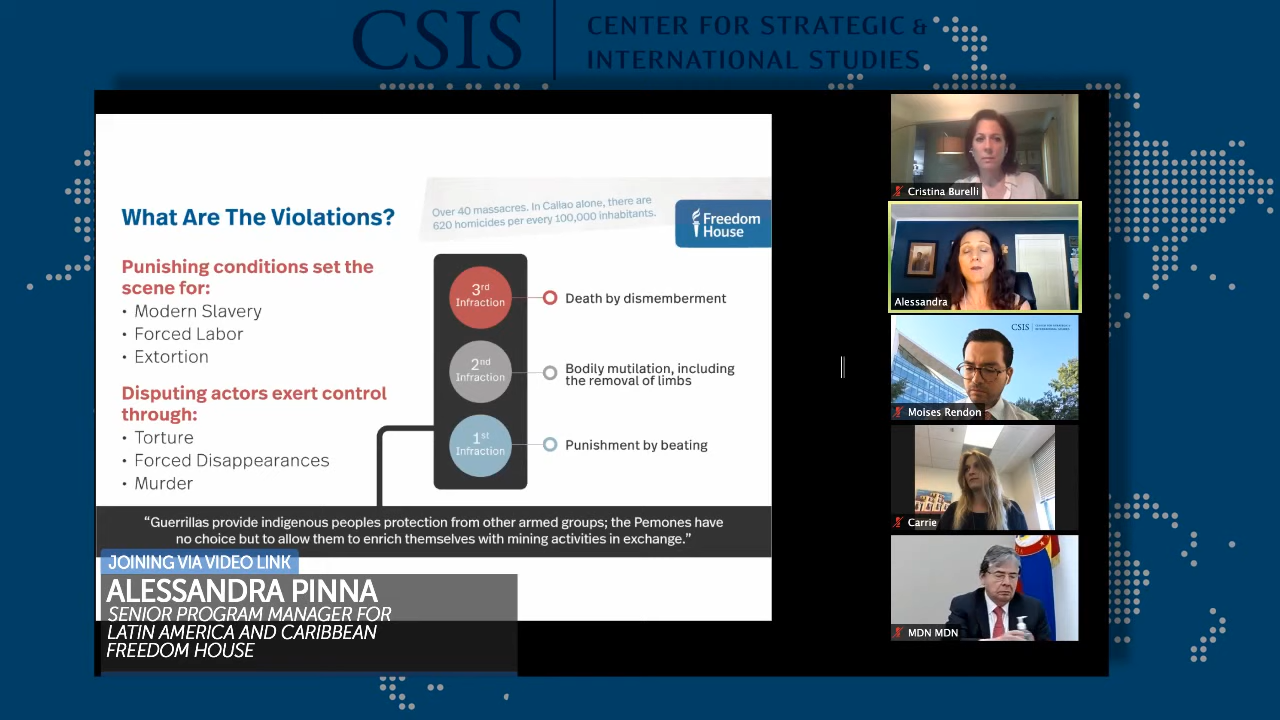 CSIS
CENTER FOR STRATEGIC &
INTERNATIONAL STUDIES
What Are The Violations?
Over 40 massacres. In Callao alone, there are
620 homicides per every 100,000 inhabitants.
Freedom
House
Punishing conditions set the
scene for:
• Modern Slavery
• Forced Labor
• Extortion
Disputing actors exert control
through:
• Torture
• Forced Disappearances
• Murder
3rd
Infraction
Death by dismemberment
2nd
Infraction
Bodily mutilation, including
the removal of limbs
1st
Infraction
Punishment by beating
“Guerrillas provide indigenous peoples protection from other armed groups; the Pemones have
no choice but to allow them to enrich themselves with mining activities in exchange.”
JOINING VIA VIDEO LINK
ALESSANDRA PINNA
SENIOR PROGRAM MANAGER FOR
LATIN AMERICA AND CARIBBEAN
FREEDOM HOUSE
Cristina Burelli
Alessandra
CSIS
Moises Rendon
Carrie
MDN MDN